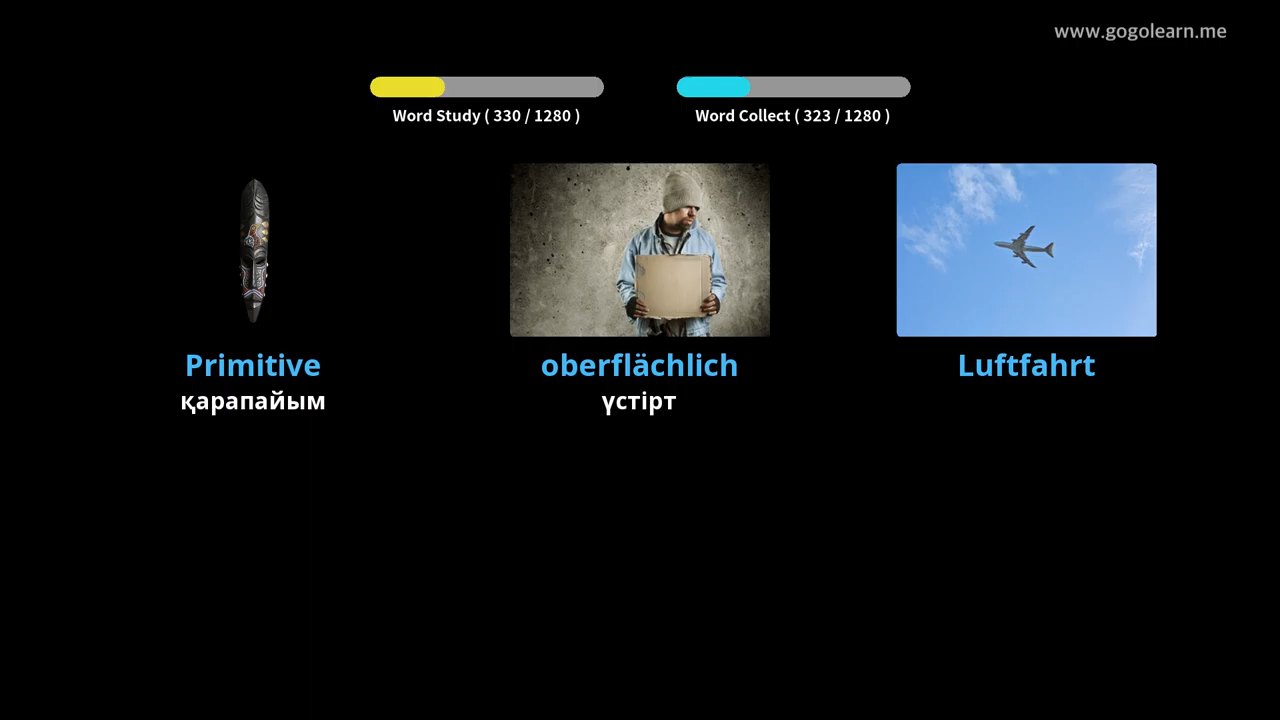 www.gogolearn.me
Word Study ( 330 / 1280 )
Word Collect ( 323 / 1280 )
Primitive
қарапайым
oberflächlich
үстірт
Luftfahrt